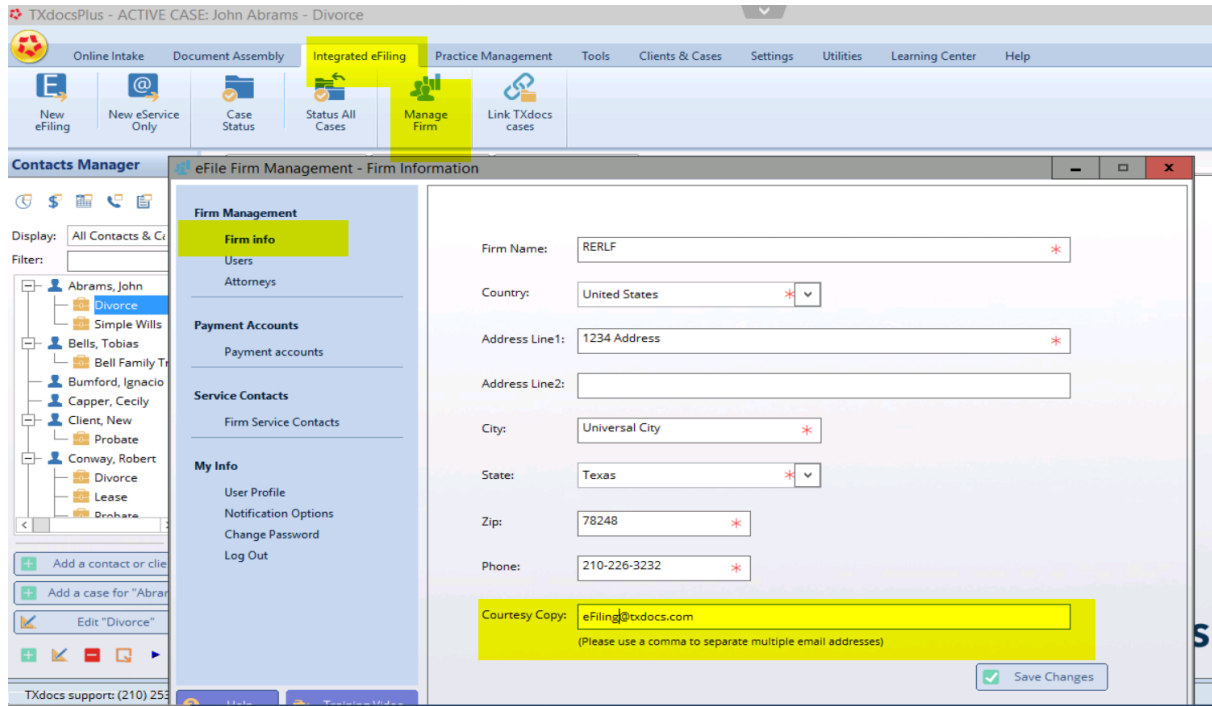 TXdocsPlus - ACTIVE CASE: John Abrams - Divorce
Online Intake Document Assembly Integrated eFiling Practice Management Tools Clients & Cases Settings Utilities Learning Center Help
New eFiling
New eService Only
Case Status
Status All Cases
Manage Firm
Link TXdocs cases
Contacts Manager
Display: All Contacts & Ca
Filter:
Abrams, John
Divorce
Simple Wills
Bells, Tobias
Bell Family Tr
Bumford, Ignacio
Capper, Cecily
Client, New
Probate
Conway, Robert
Divorce
Lease
Probate
Add a contact or clie
Add a case for "Abra
Edit "Divorce"
TXdocs support: (210) 253
eFile Firm Management - Firm Information
Firm Management
Firm info
Users
Attorneys
Payment Accounts
Payment accounts
Service Contacts
Firm Service Contacts
My Info
User Profile
Notification Options
Change Password
Log Out
Help
Training Video
Firm Name: RERLF *
Country: United States *
Address Line1: 1234 Address *
Address Line2:
City: Universal City *
State: Texas *
Zip: 78248 *
Phone: 210-226-3232 *
Courtesy Copy: eFiling@txdocs.com
(Please use a comma to separate multiple email addresses)
Save Changes